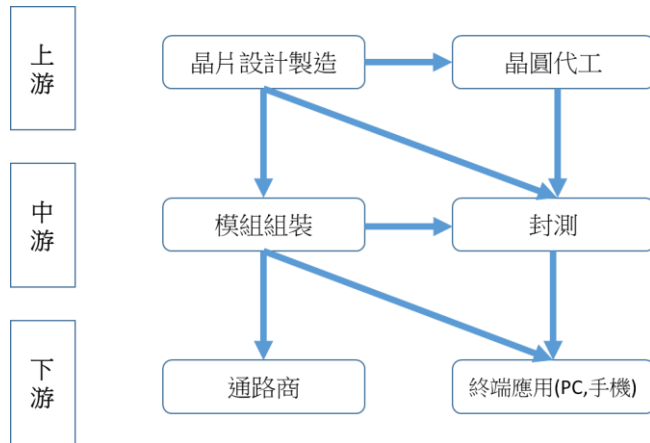 上游
晶片設計製造
晶圓代工
中游
模組組裝
封測
下游
通路商
終端應用(PC,手機)